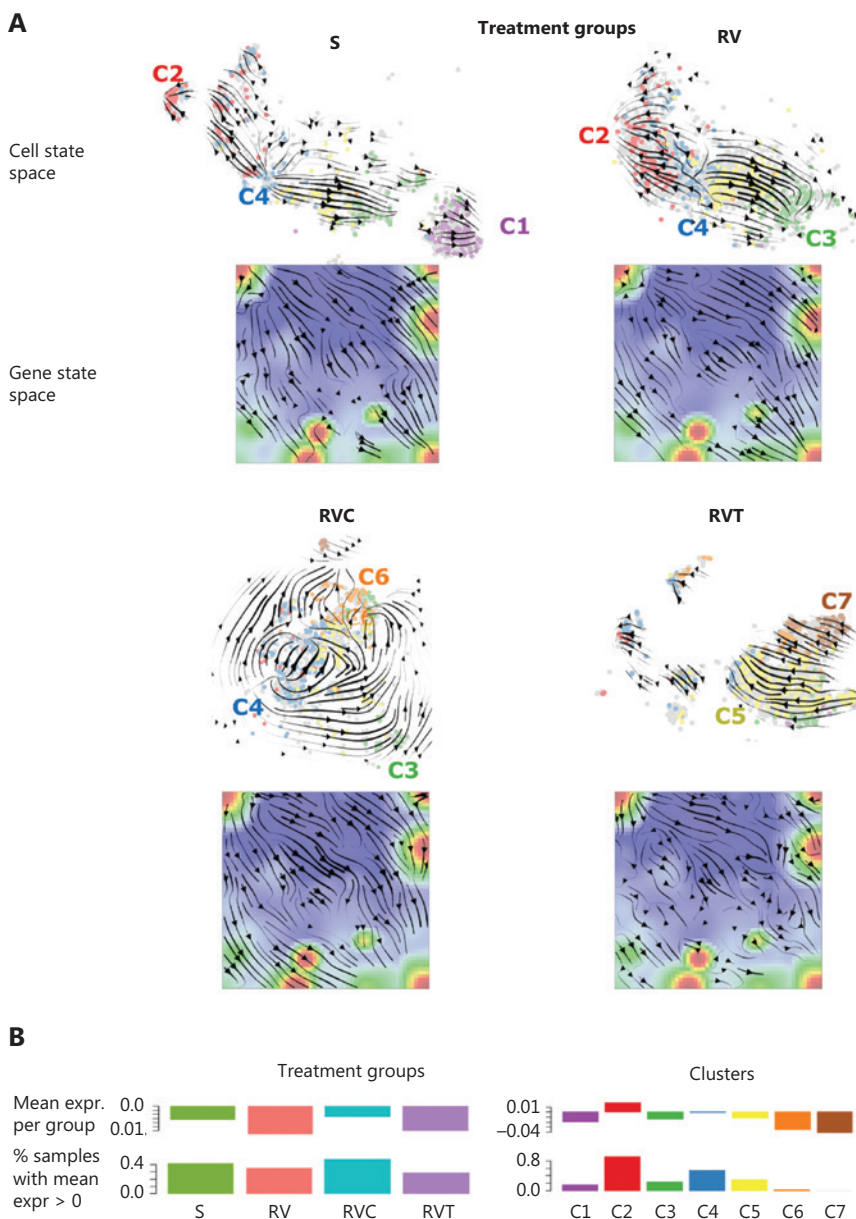 A
Treatment groups
S
RV
Cell state
space
C2
C4
C1
C2
C4
C3
Gene state
space
RVC
RVT
C6
C4
C3
C7
C5
B
Treatment groups
Clusters
Mean expr.
per group
0.0
0.01
0.01
–0.04
% samples
with mean
expr > 0
0.4
0.0
0.8
0.0
S RV RVC RVT
C1 C2 C3 C4 C5 C6 C7